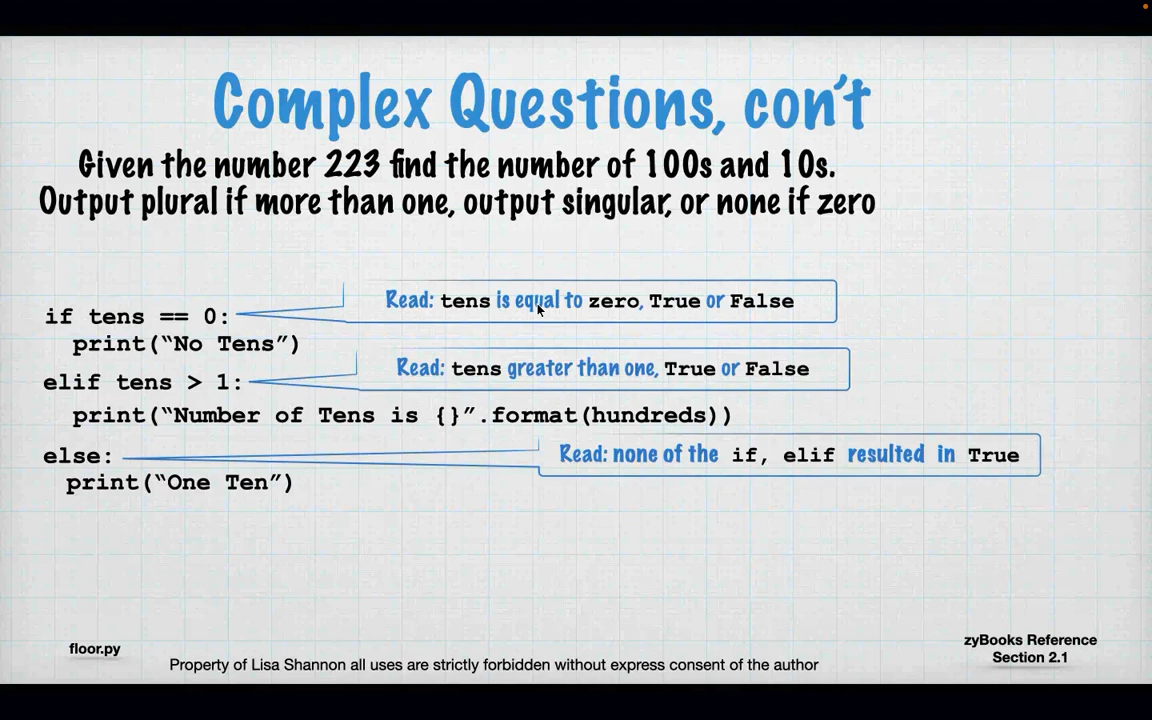 Complex Questions, con't
Given the number 223 find the number of 100s and 10s.
Output plural if more than one, output singular, or none if zero
Read: tens is equal to zero, True or False
if tens == 0:
print(“No Tens”)
Read: tens greater than one, True or False
elif tens > 1:
print(“Number of Tens is {}”.format(hundreds))
Read: none of the if, elif resulted in True
else:
print(“One Ten”)
floor.py
Property of Lisa Shannon all uses are strictly forbidden without express consent of the author
zyBooks Reference
Section 2.1